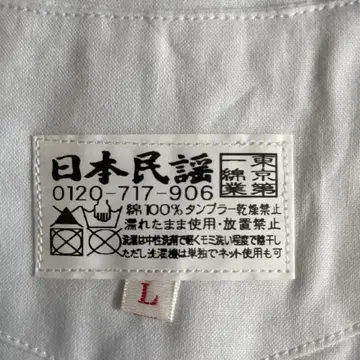 日本民謡
東京第一綿業
0120-717-906
綿100%タンブラー乾燥禁止
濡れたまま使用・放置禁止
洗濯は中性洗剤で軽くモミ洗い程度で陰干し
ただし洗濯機は単独でネット使用も可
L